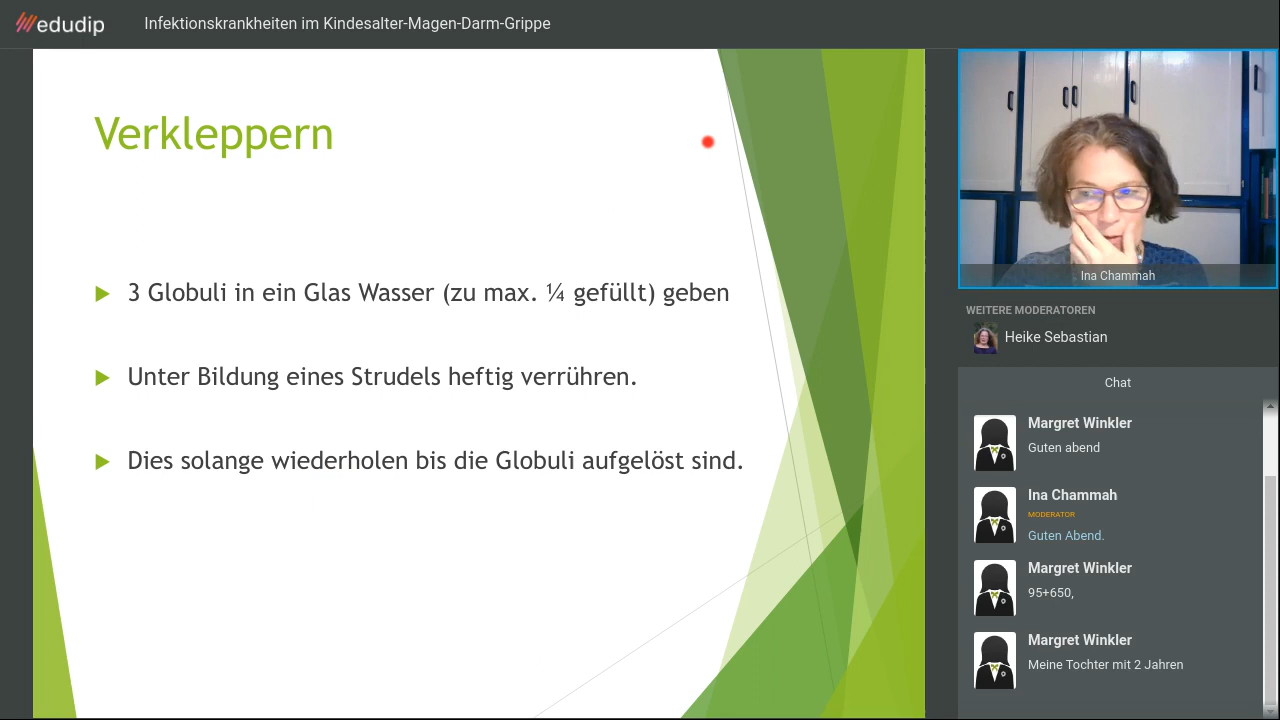 edudip
Infektionskrankheiten im Kindesalter-Magen-Darm-Grippe
Verkleppern
3 Globuli in ein Glas Wasser (zu max. ¼ gefüllt) geben
Unter Bildung eines Strudels heftig verrühren.
Dies solange wiederholen bis die Globuli aufgelöst sind.
Ina Chammah
WEITERE MODERATOREN
Heike Sebastian
Chat
Margret Winkler
Guten abend
Ina Chammah
MODERATOR
Guten Abend.
Margret Winkler
95+650,
Margret Winkler
Meine Tochter mit 2 Jahren